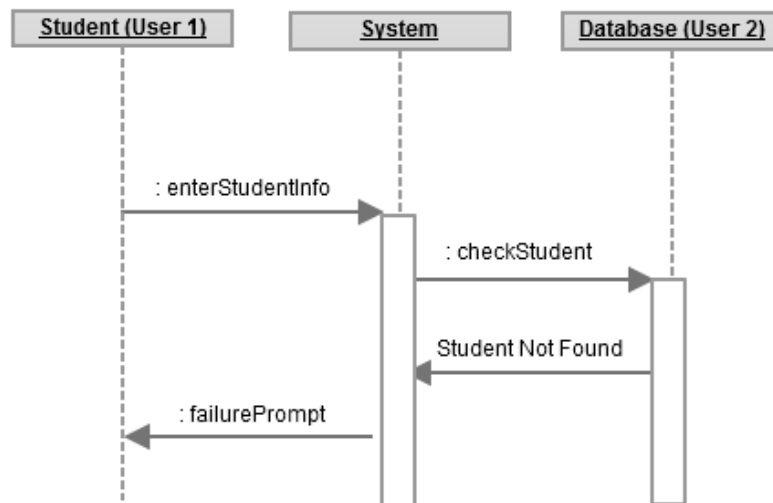 Student (User 1)
System
Database (User 2)
: enterStudentInfo
: checkStudent
Student Not Found
: failurePrompt